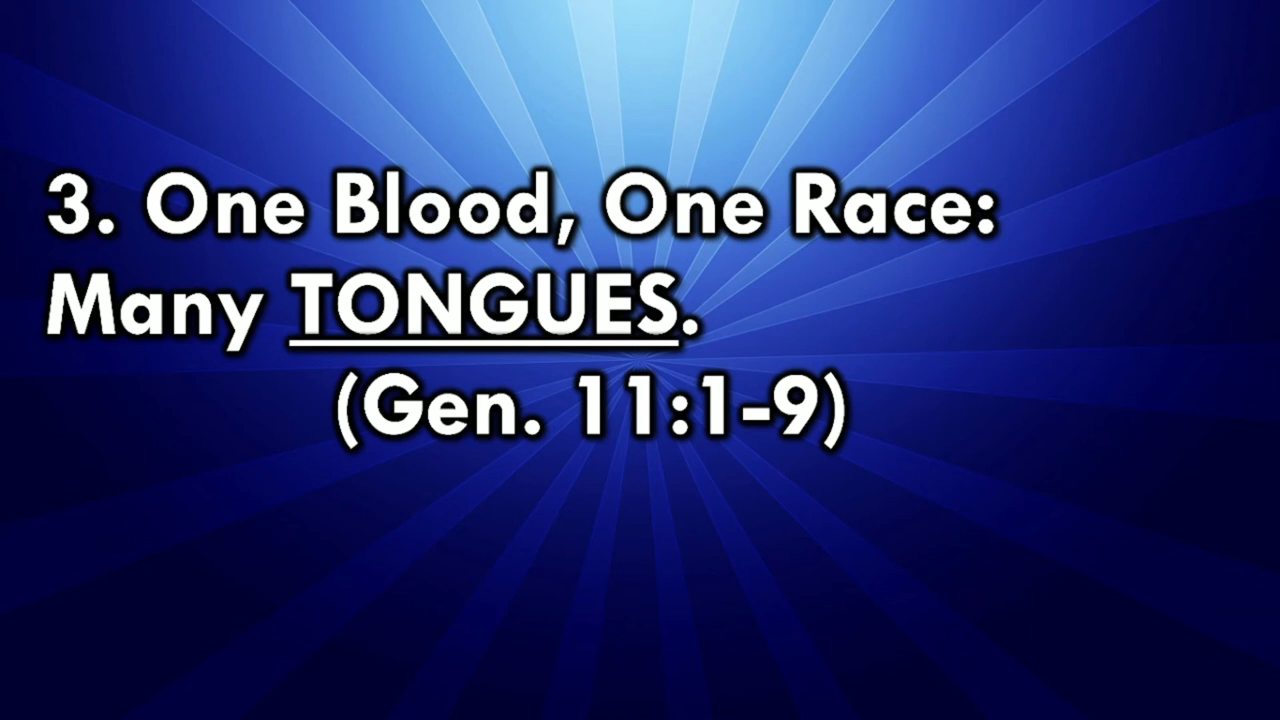 3. One Blood, One Race:
Many TONGUES.
(Gen. 11:1-9)